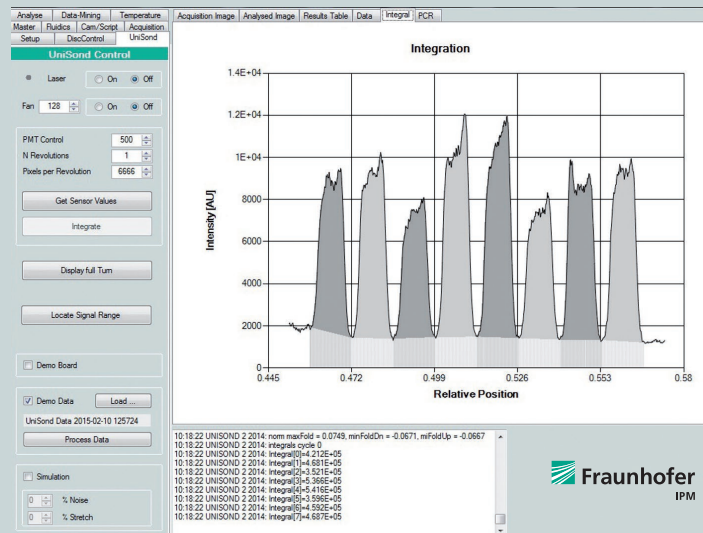 Analyse Data-Mining Temperature
Master Fluidics Cam/Script Acquisition
Setup DiscControl UniSond
UniSond Control
Laser On Off
Fan 128 On Off
PMT Control 500
N Revolutions 1
Pixels per Revolution 6666
Get Sensor Values
Integrate
Display full Turn
Locate Signal Range
Demo Board
Demo Data Load ...
UniSond Data 2015-02-10 125724
Process Data
Simulation
0 % Noise
0 % Stretch
Acquisition Image Analysed Image Results Table Data Integral PCR
Integration
1.4E+04
1.2E+04
1E+04
8000
6000
4000
2000
0
Intensity [AU]
0.445 0.472 0.499 0.526 0.553 0.58
Relative Position
10:18:22 UNISOND 2 2014: norm maxFold = 0.0749, minFoldDn = -0.0671, miFoldUp = -0.0667
10:18:22 UNISOND 2 2014: integrals cycle 0
10:18:22 UNISOND 2 2014: Integral[0]=4.212E+05
10:18:22 UNISOND 2 2014: Integral[1]=4.681E+05
10:18:22 UNISOND 2 2014: Integral[2]=3.521E+05
10:18:22 UNISOND 2 2014: Integral[3]=5.366E+05
10:18:22 UNISOND 2 2014: Integral[4]=5.416E+05
10:18:22 UNISOND 2 2014: Integral[5]=3.596E+05
10:18:22 UNISOND 2 2014: Integral[6]=4.592E+05
10:18:22 UNISOND 2 2014: Integral[7]=4.687E+05
Fraunhofer
IPM